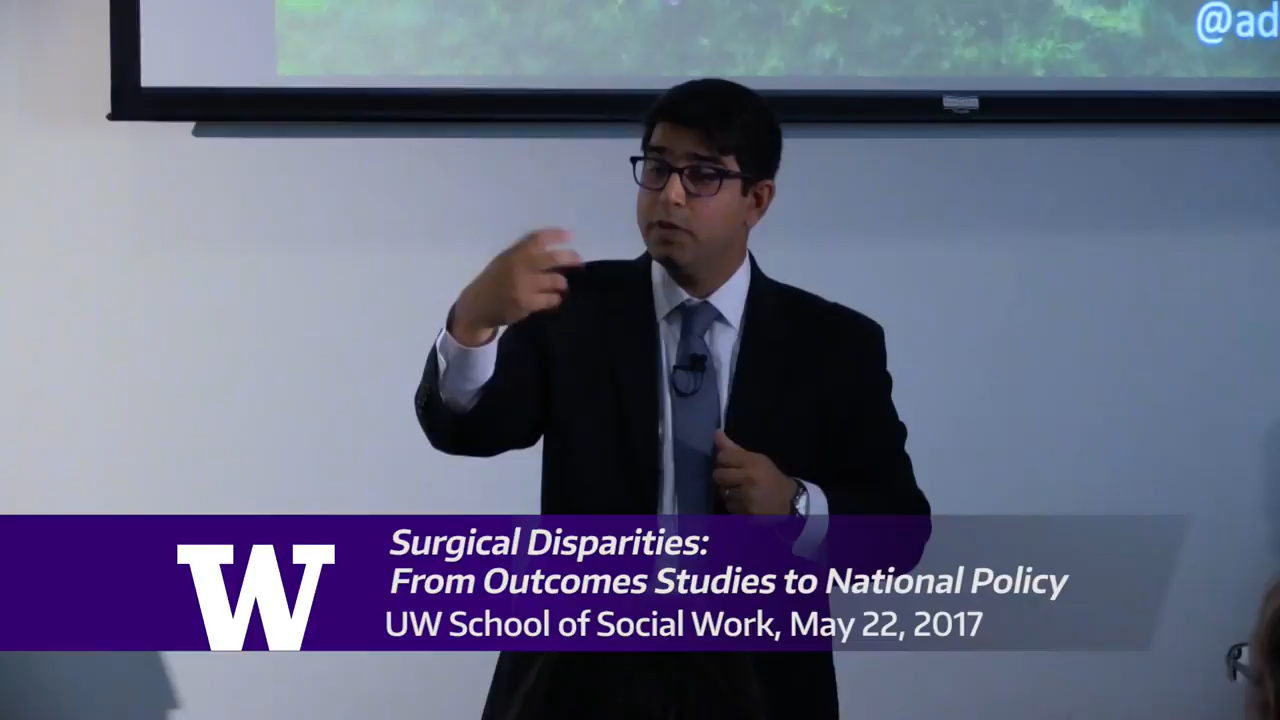 @ad
W
Surgical Disparities:
From Outcomes Studies to National Policy
UW School of Social Work, May 22, 2017